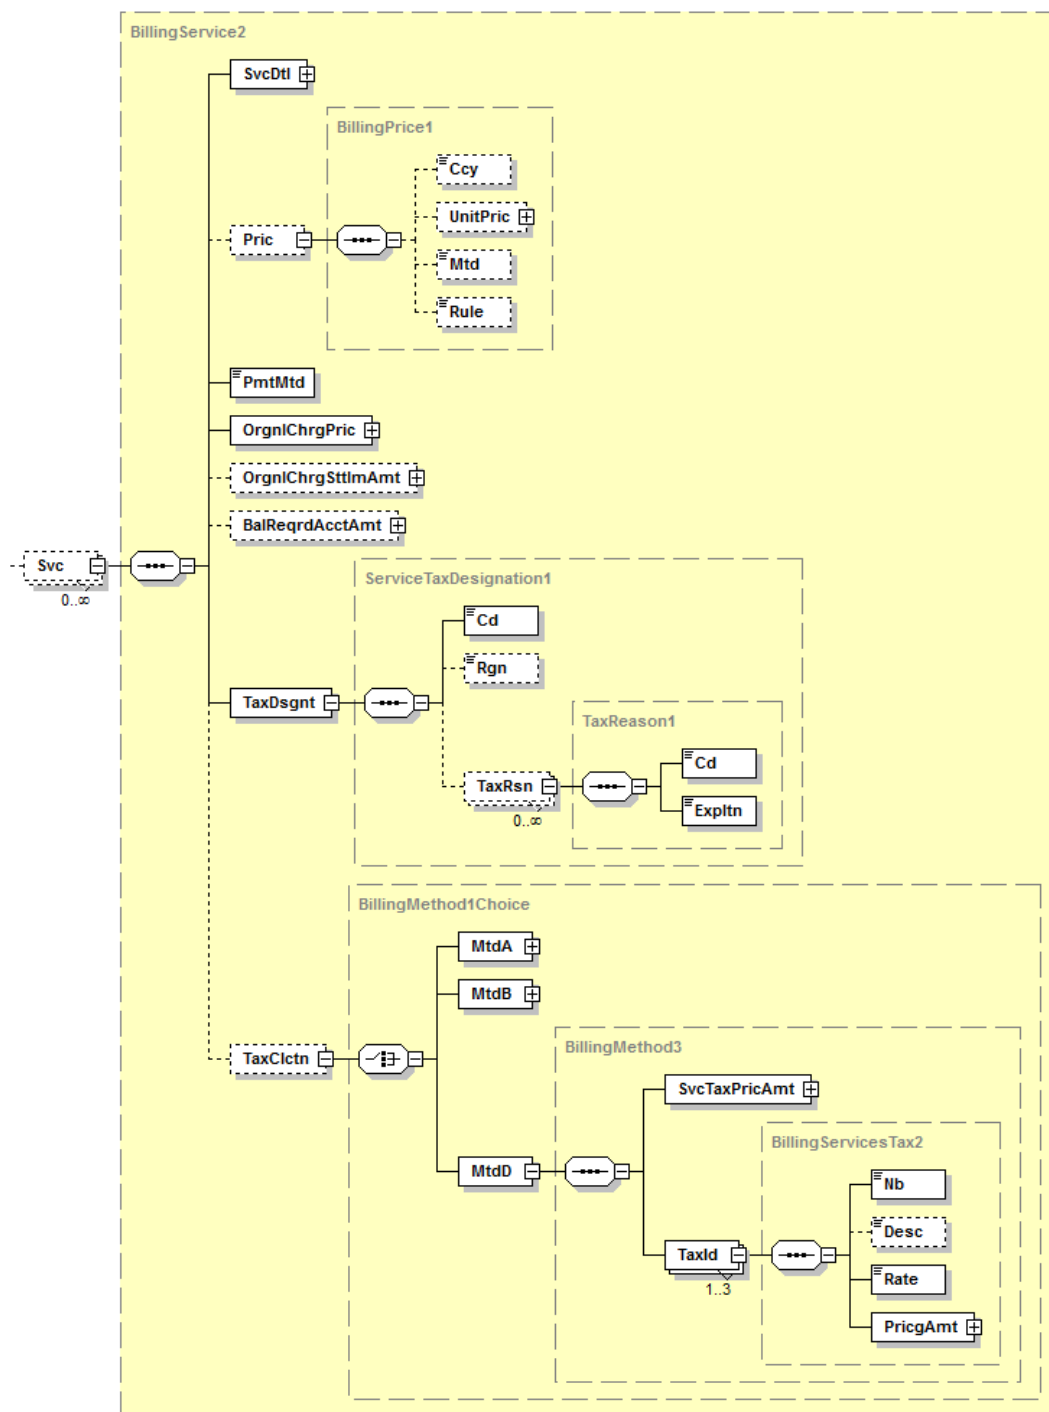 BillingService2
SvcDtl
BillingPrice1
Ccy
UnitPric
Pric
Mtd
Rule
PmtMtd
OrgnlChrgPric
OrgnlChrgSttlmAmt
BalReqrdAcctAmt
Svc
0..∞
ServiceTaxDesignation1
Cd
Rgn
TaxDsgnt
TaxReason1
Cd
TaxRsn
0..∞
Expltn
BillingMethod1Choice
MtdA
MtdB
TaxClctn
BillingMethod3
SvcTaxPricAmt
BillingServicesTax2
MtdD
Nb
Desc
TaxId
1..3
Rate
PricgAmt